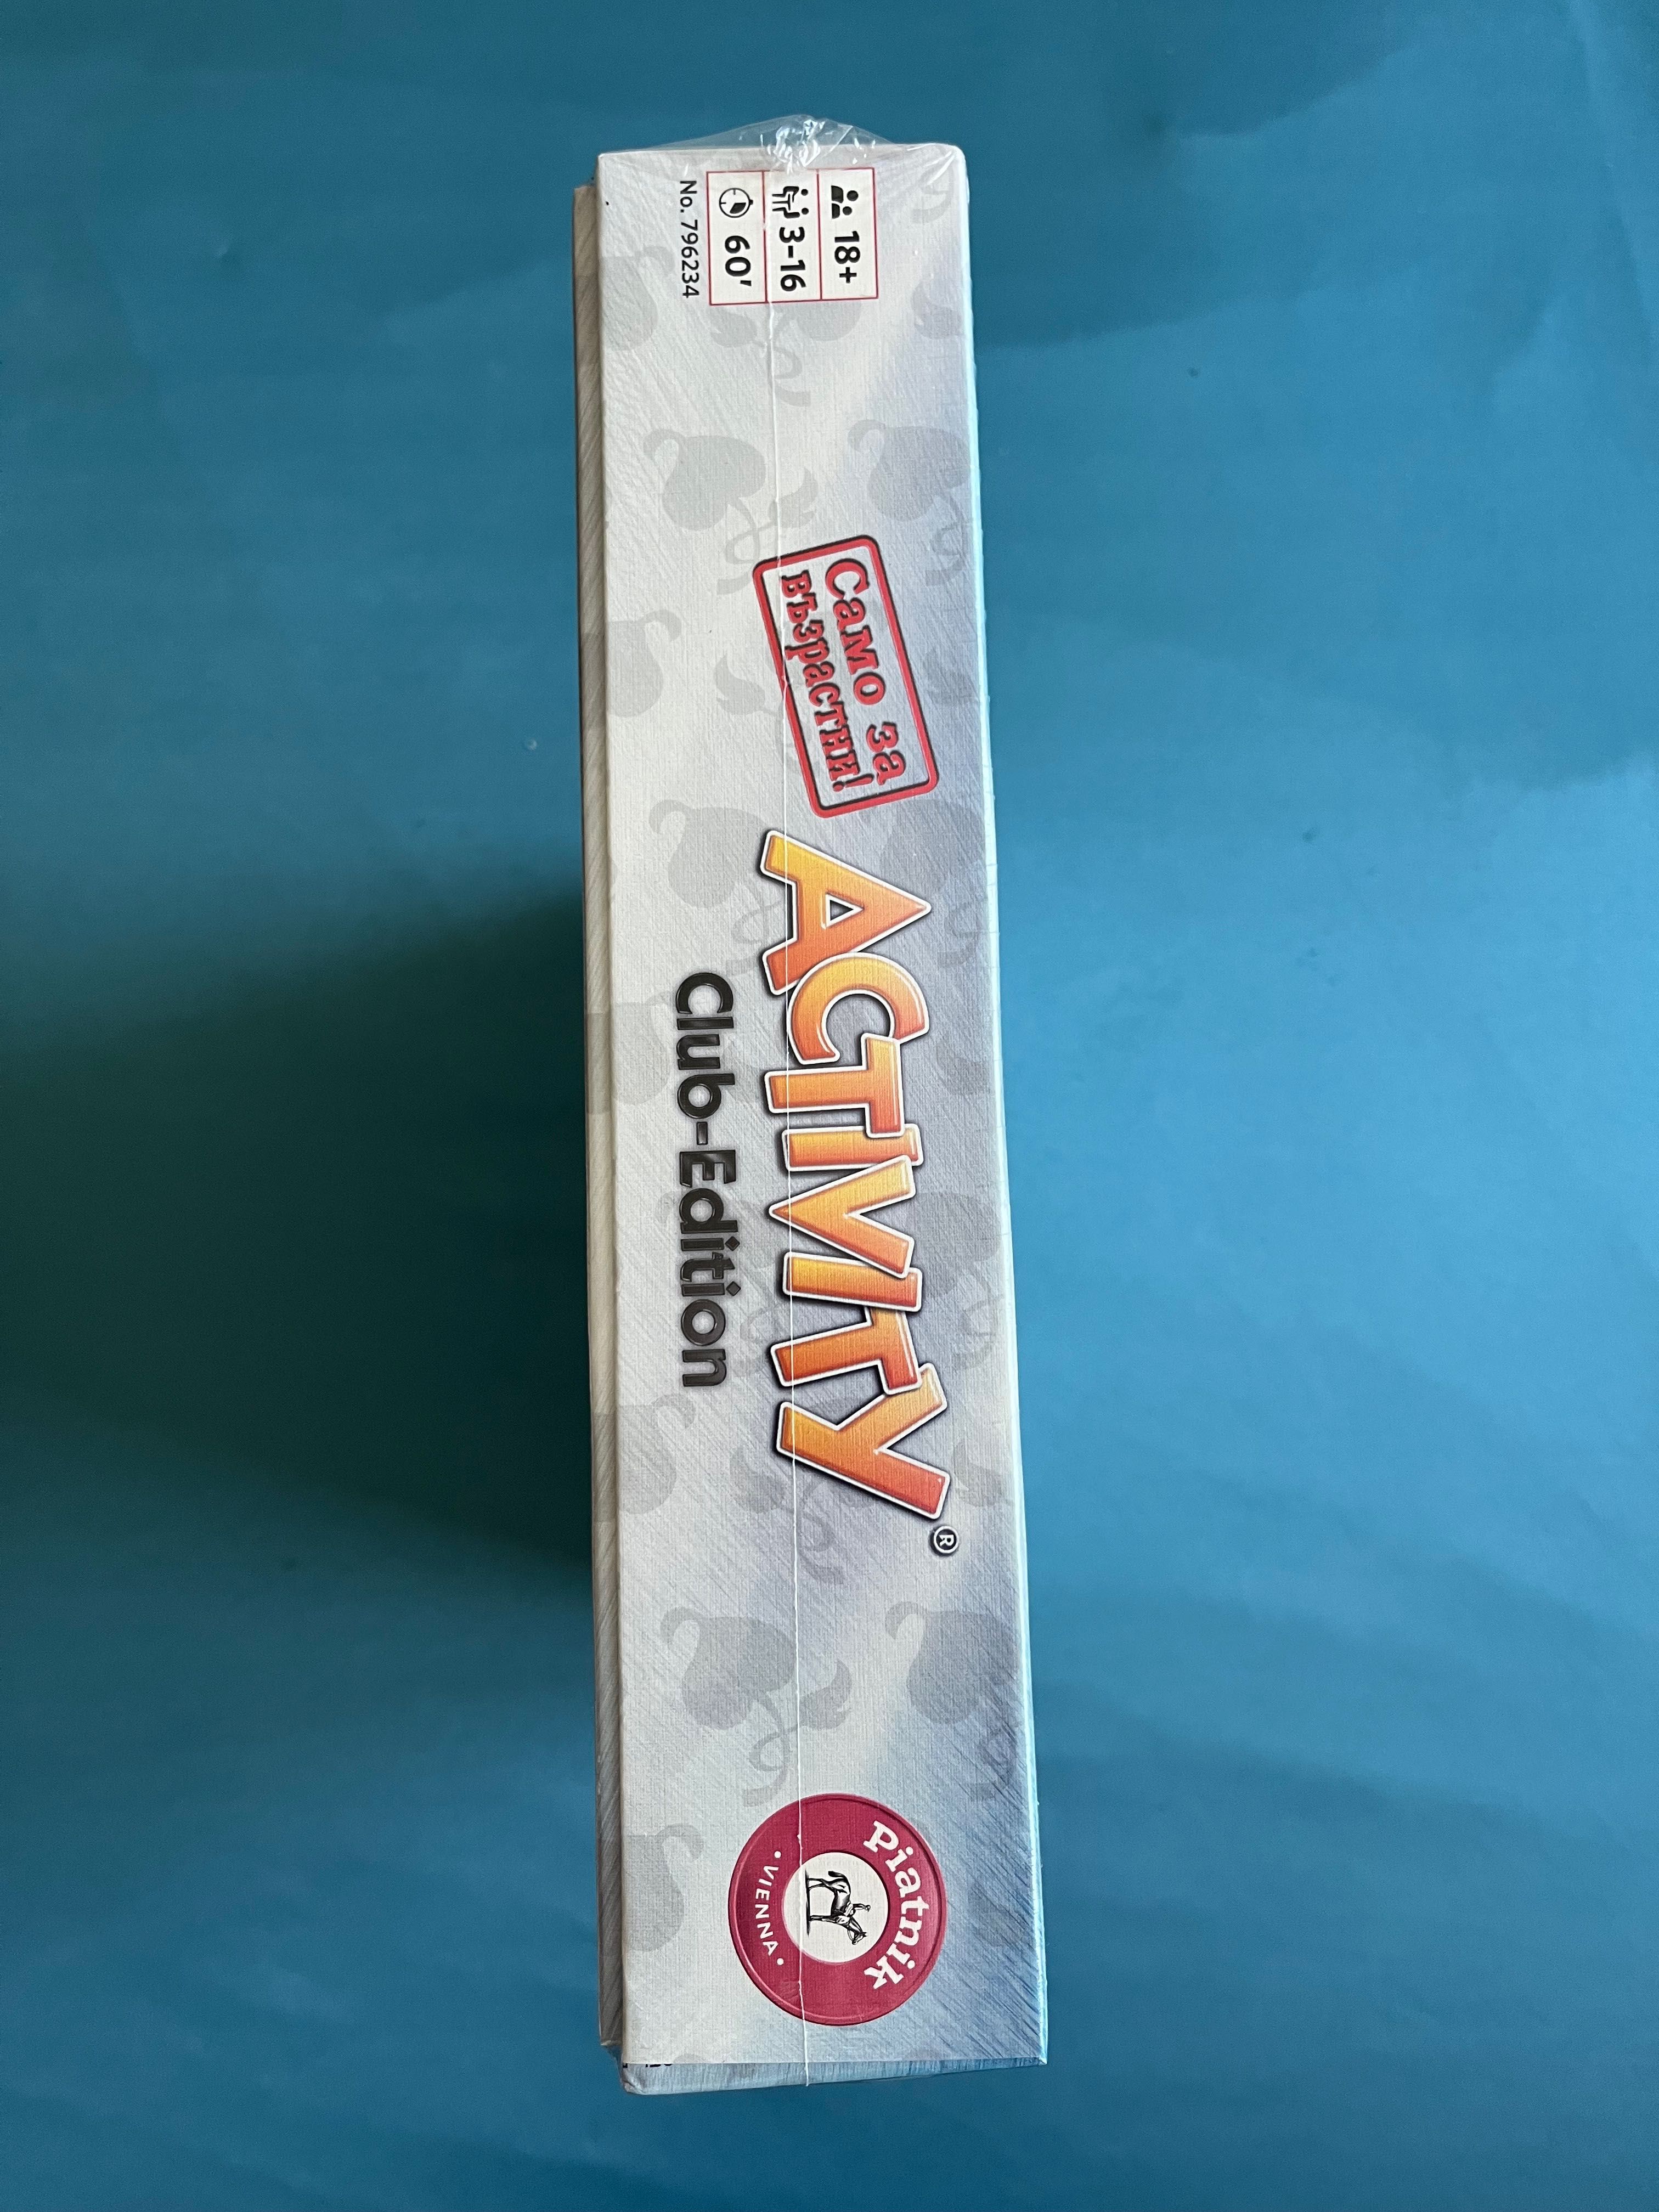 18+
3-16
60'
No. 796234
Само за
възрастни!
ACTIVITY®
Club-Edition
Piatnik
• VIENNA •